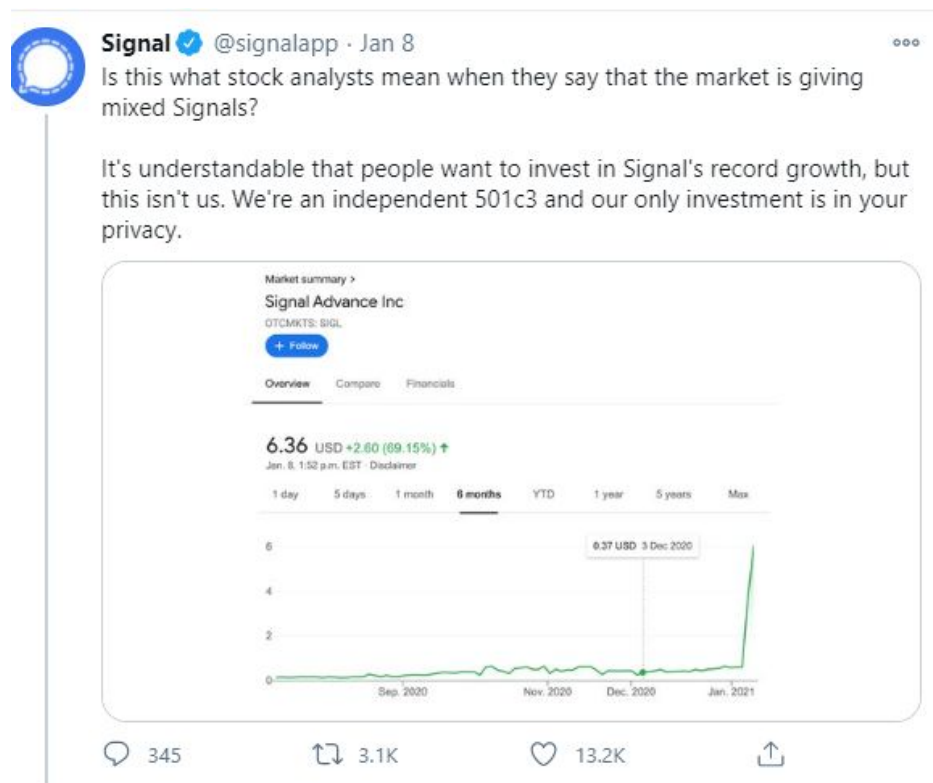 Signal @signalapp · Jan 8
Is this what stock analysts mean when they say that the market is giving
mixed Signals?
It's understandable that people want to invest in Signal's record growth, but
this isn't us. We're an independent 501c3 and our only investment is in your
privacy.
Market summary >
Signal Advance Inc
OTCMKTS: SIGL
+ Follow
Overview Compare Financials
6.36 USD +2.60 (69.15%) ↑
Jan. 8, 1:52 p.m. EST · Disclaimer
1 day 5 days 1 month 6 months YTD 1 year 5 years Max
0.37 USD 3 Dec 2020
6
4
2
0
Sep. 2020 Nov. 2020 Dec. 2020 Jan. 2021
345 3.1K 13.2K